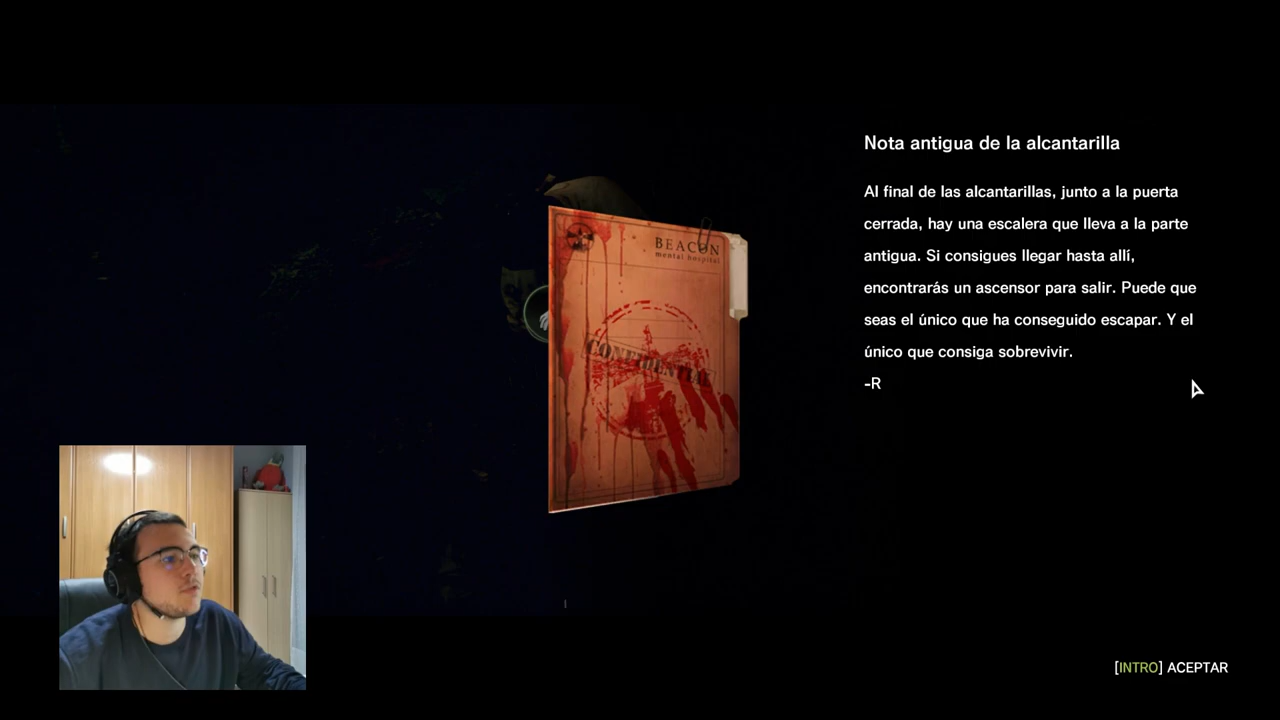 Nota antigua de la alcantarilla
Al final de las alcantarillas, junto a la puerta
cerrada, hay una escalera que lleva a la parte
antigua. Si consigues llegar hasta allí,
encontrarás un ascensor para salir. Puede que
seas el único que ha conseguido escapar. Y el
único que consiga sobrevivir.
-R
BEACON
mental hospital
CONFIDENTIAL
[INTRO] ACEPTAR